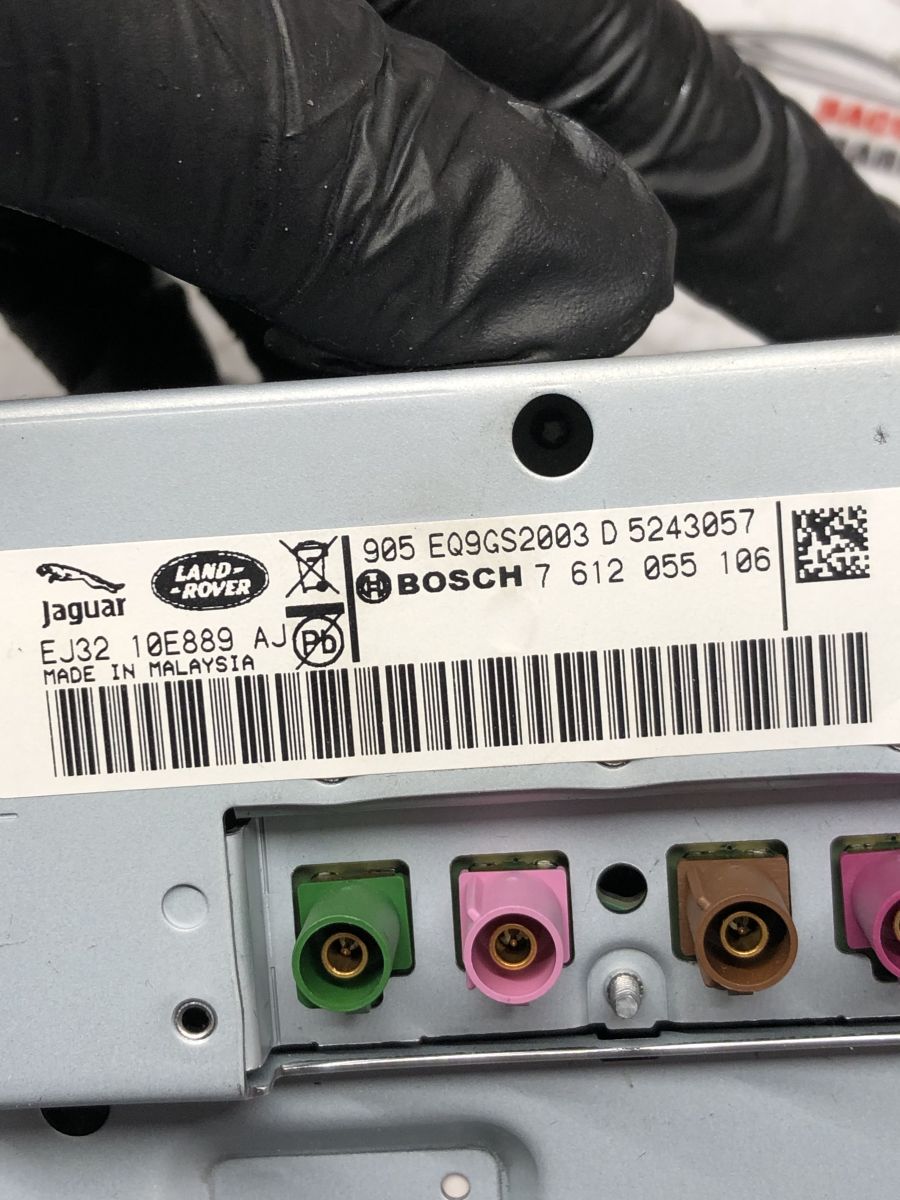 Jaguar
LAND-
-ROVER
EJ32 10E889 AJ
Pb
MADE IN MALAYSIA
905 EQ9GS2003 D 5243057
BOSCH 7 612 055 106